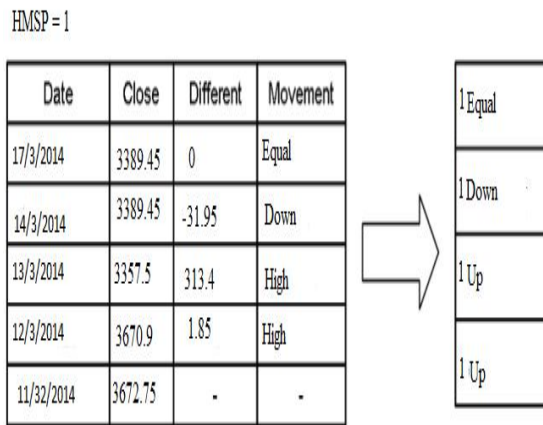 HMSP = 1
Date Close Different Movement
17/3/2014 3389.45 0 Equal
14/3/2014 3389.45 -31.95 Down
13/3/2014 3357.5 313.4 High
12/3/2014 3670.9 1.85 High
11/32/2014 3672.75 - -
1 Equal
1 Down
1 Up
1 Up